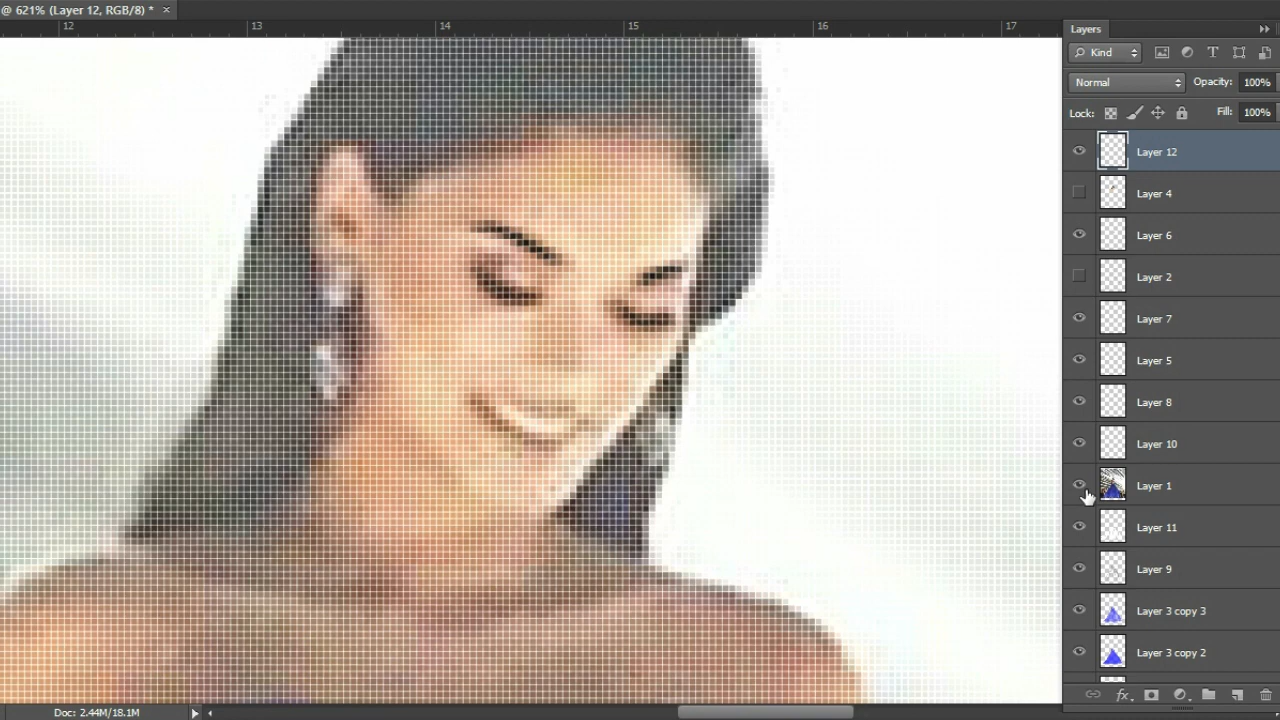 @ 621% (Layer 12, RGB/8) * ×
12 13 14 15 16 17
Layers
Kind
Normal Opacity: 100%
Lock: Fill: 100%
Layer 12
Layer 4
Layer 6
Layer 2
Layer 7
Layer 5
Layer 8
Layer 10
Layer 1
Layer 11
Layer 9
Layer 3 copy 3
Layer 3 copy 2
fx
Doc: 2.44M/18.1M